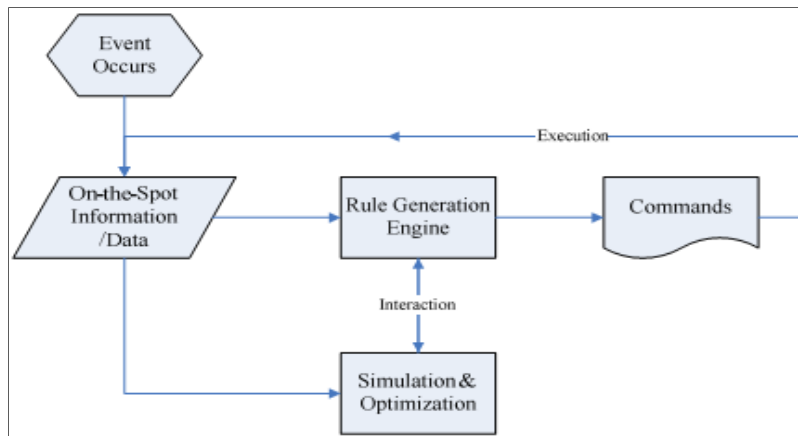 Event
Occurs
Execution
On-the-Spot
Information
/Data
Rule Generation
Engine
Commands
Interaction
Simulation &
Optimization